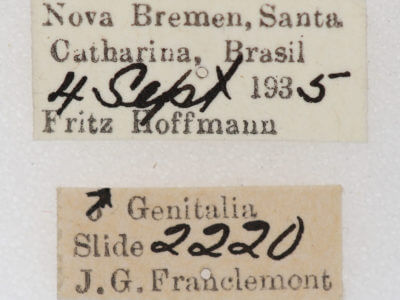 Nova Bremen, Santa
Catharina, Brasil
4 Sept 1935
Fritz Hoffmann
♂ Genitalia
Slide 2220
J. G. Franclemont